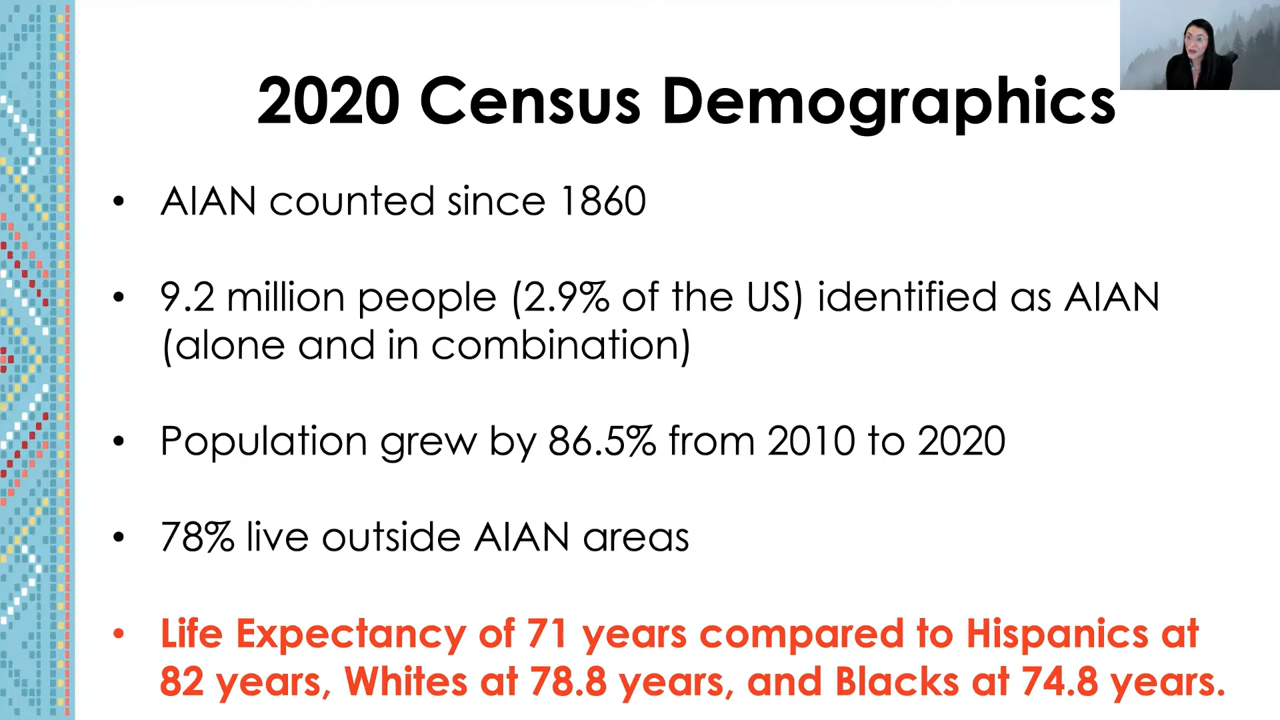 2020 Census Demographics
• AIAN counted since 1860
• 9.2 million people (2.9% of the US) identified as AIAN
(alone and in combination)
• Population grew by 86.5% from 2010 to 2020
• 78% live outside AIAN areas
• Life Expectancy of 71 years compared to Hispanics at
82 years, Whites at 78.8 years, and Blacks at 74.8 years.